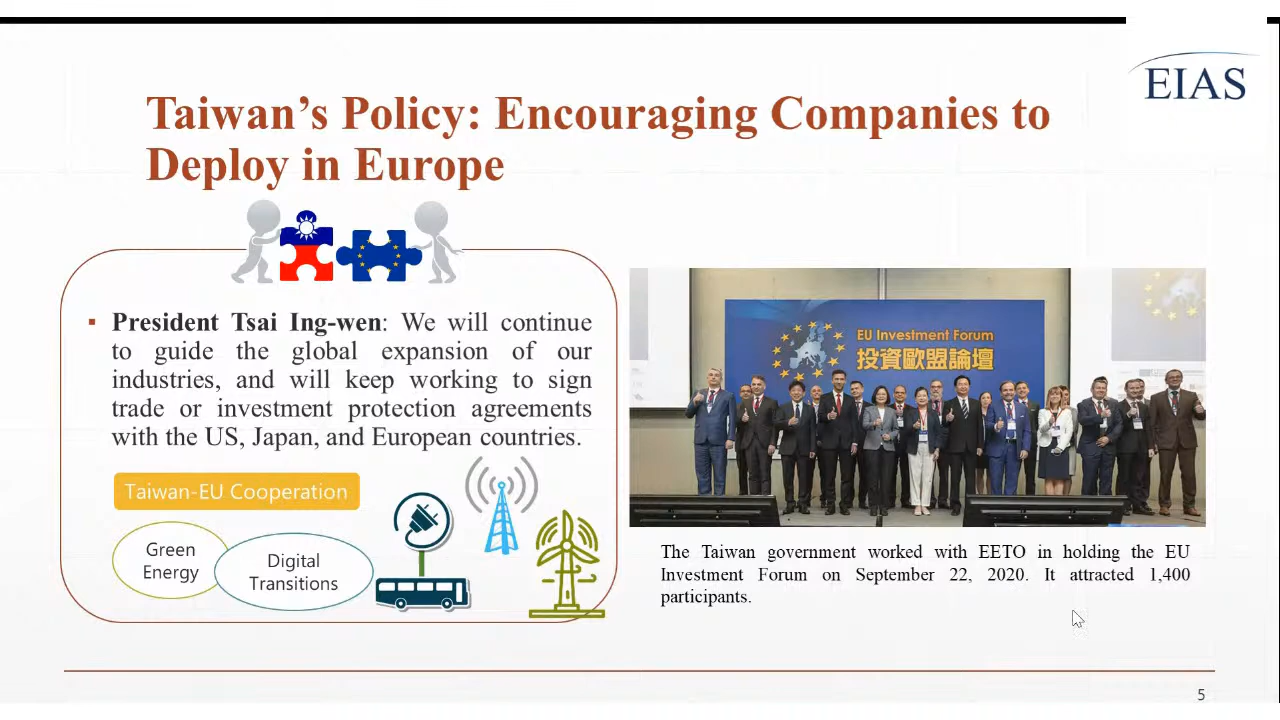 EIAS
Taiwan’s Policy: Encouraging Companies to
Deploy in Europe
▪ President Tsai Ing-wen: We will continue
to guide the global expansion of our
industries, and will keep working to sign
trade or investment protection agreements
with the US, Japan, and European countries.
Taiwan-EU Cooperation
Green
Energy
Digital
Transitions
EU Investment Forum
投資歐盟論壇
The Taiwan government worked with EETO in holding the EU
Investment Forum on September 22, 2020. It attracted 1,400
participants.
5